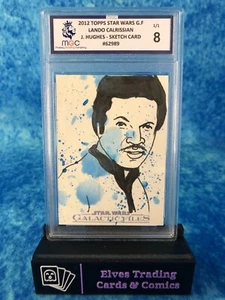 MGC
2012 TOPPS STAR WARS G.F
LANDO CALRISSIAN
J. HUGHES - SKETCH CARD
#62989
1/1
8
STAR WARS
GALACTIC FILES
Elves Trading
Cards & Comics